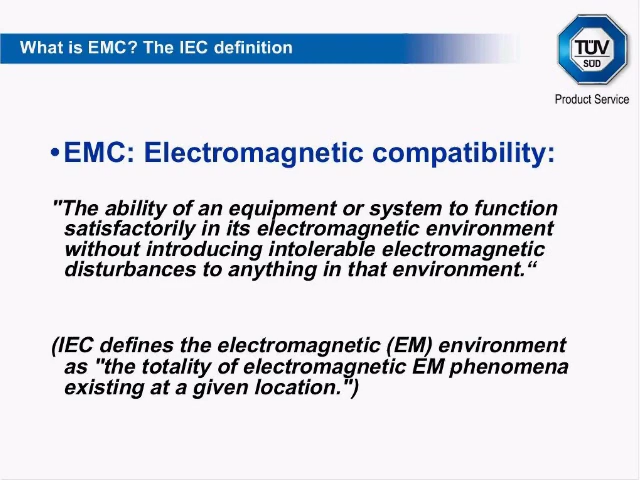 What is EMC? The IEC definition
TÜV
SÜD
Product Service
•EMC: Electromagnetic compatibility:
"The ability of an equipment or system to function
satisfactorily in its electromagnetic environment
without introducing intolerable electromagnetic
disturbances to anything in that environment.“
(IEC defines the electromagnetic (EM) environment
as "the totality of electromagnetic EM phenomena
existing at a given location.")